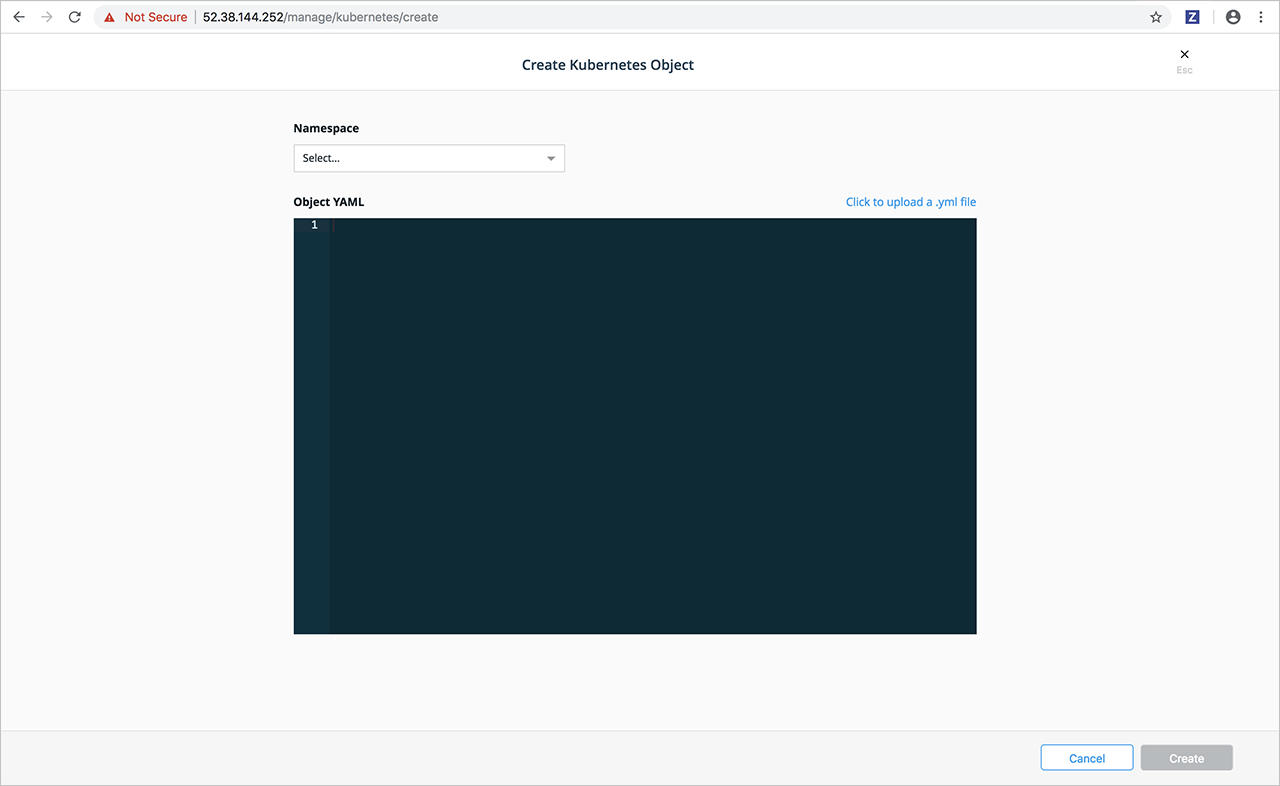 Not Secure 52.38.144.252/manage/kubernetes/create Z
Create Kubernetes Object
Esc
Namespace
Select...
Object YAML Click to upload a .yml file
1
Cancel Create